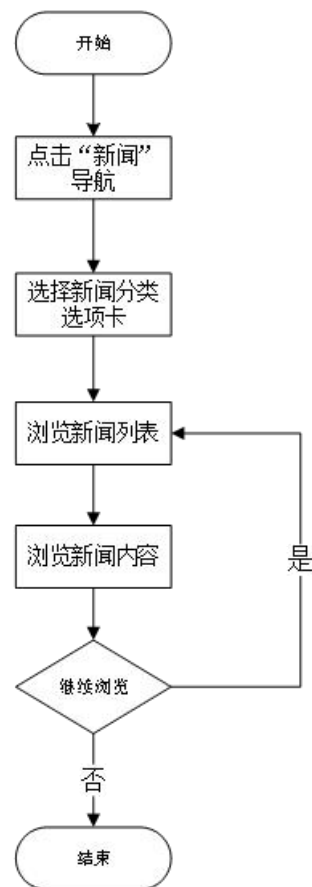 开始
点击“新闻”
导航
选择新闻分类
选项卡
浏览新闻列表
浏览新闻内容
是
继续浏览
否
结束